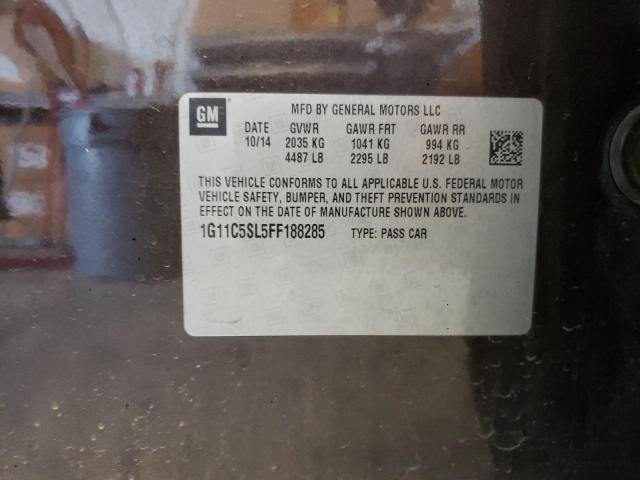 GM
MFD BY GENERAL MOTORS LLC
DATE GVWR GAWR FRT GAWR RR
10/14 2035 KG 1041 KG 994 KG
4487 LB 2295 LB 2192 LB
THIS VEHICLE CONFORMS TO ALL APPLICABLE U.S. FEDERAL MOTOR
VEHICLE SAFETY, BUMPER, AND THEFT PREVENTION STANDARDS IN
EFFECT ON THE DATE OF MANUFACTURE SHOWN ABOVE.
1G11C5SL5FF188285 TYPE: PASS CAR